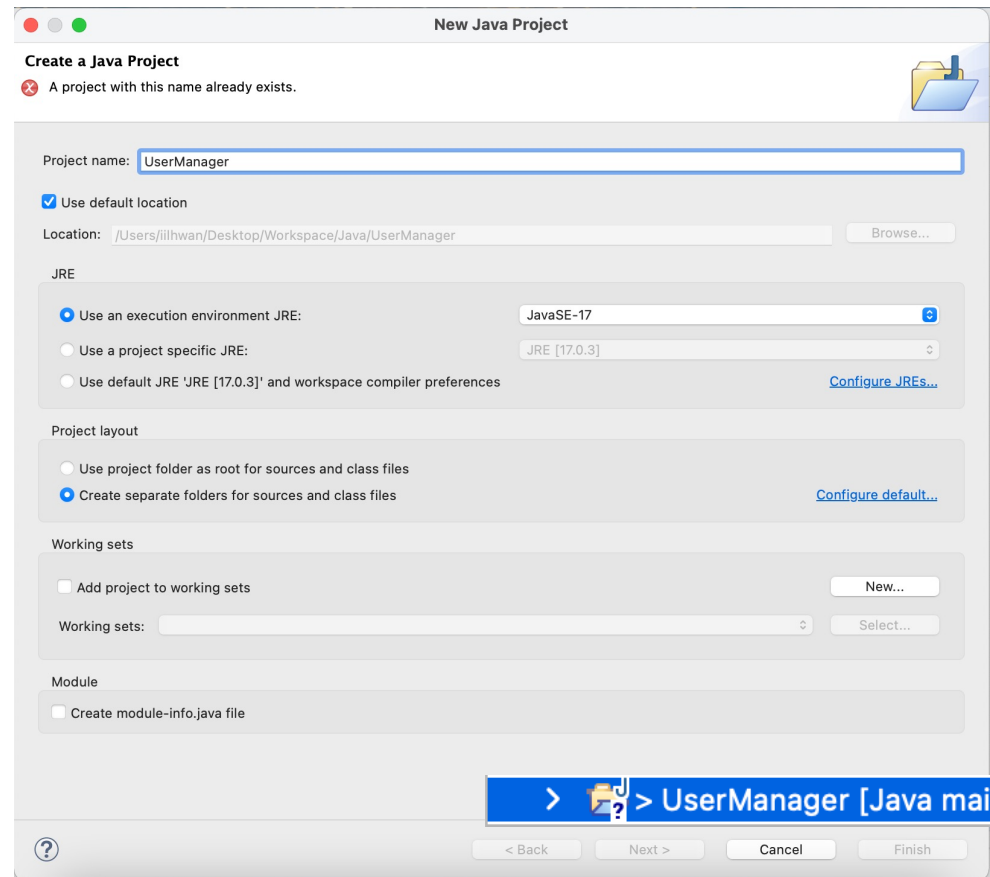 New Java Project
Create a Java Project
A project with this name already exists.
Project name: UserManager
Use default location
Location: /Users/iilhwan/Desktop/Workspace/Java/UserManager Browse...
JRE
Use an execution environment JRE: JavaSE-17
Use a project specific JRE: JRE [17.0.3]
Use default JRE 'JRE [17.0.3]' and workspace compiler preferences Configure JREs...
Project layout
Use project folder as root for sources and class files
Create separate folders for sources and class files Configure default...
Working sets
Add project to working sets New...
Working sets: Select...
Module
Create module-info.java file
> UserManager [Java mai
? < Back Next > Cancel Finish